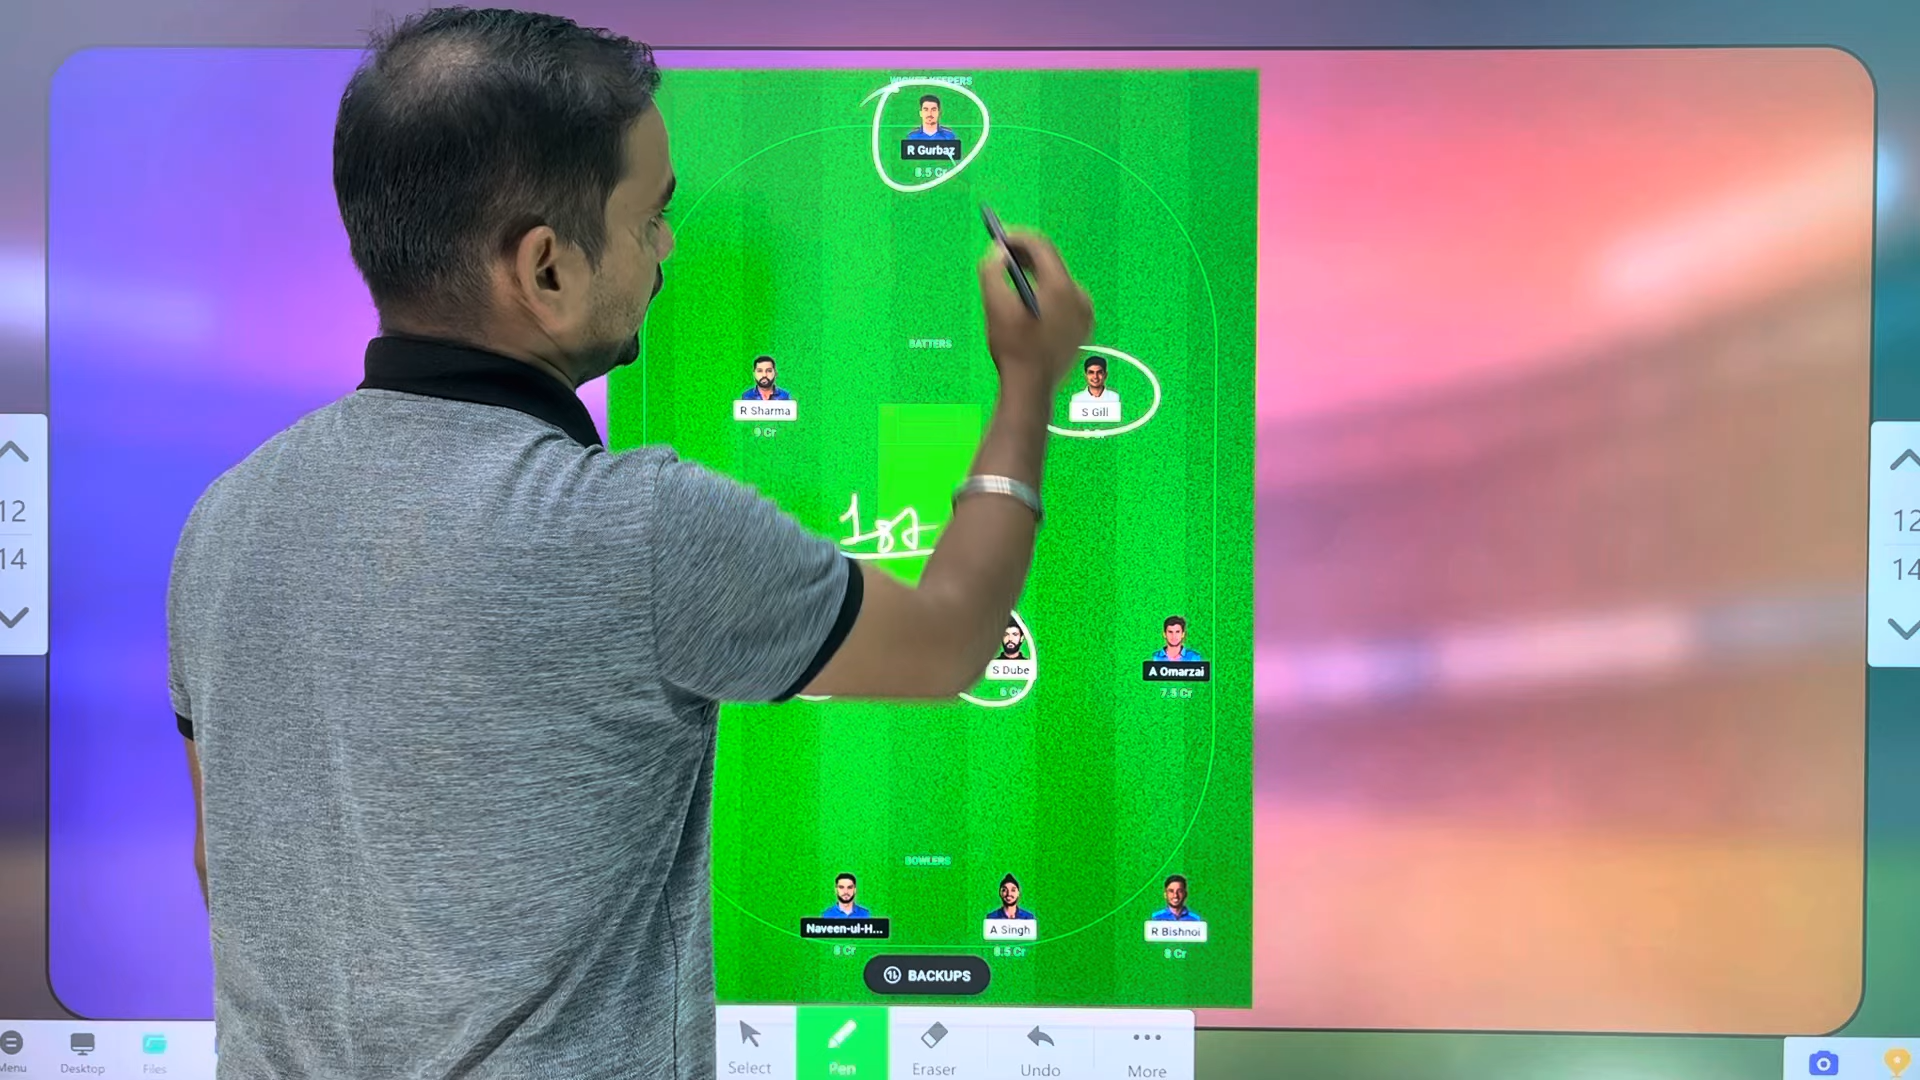 WICKET-KEEPERS
R Gurbaz
8.5 Cr
BATTERS
R Sharma
9 Cr
S Gill
1st
S Dube
6 Cr
A Omarzai
7.5 Cr
BOWLERS
Naveen-ul-H...
8 Cr
A Singh
8.5 Cr
R Bishnoi
8 Cr
BACKUPS
12
14
12
14
Menu
Desktop
Files
Select
Pen
Eraser
Undo
More